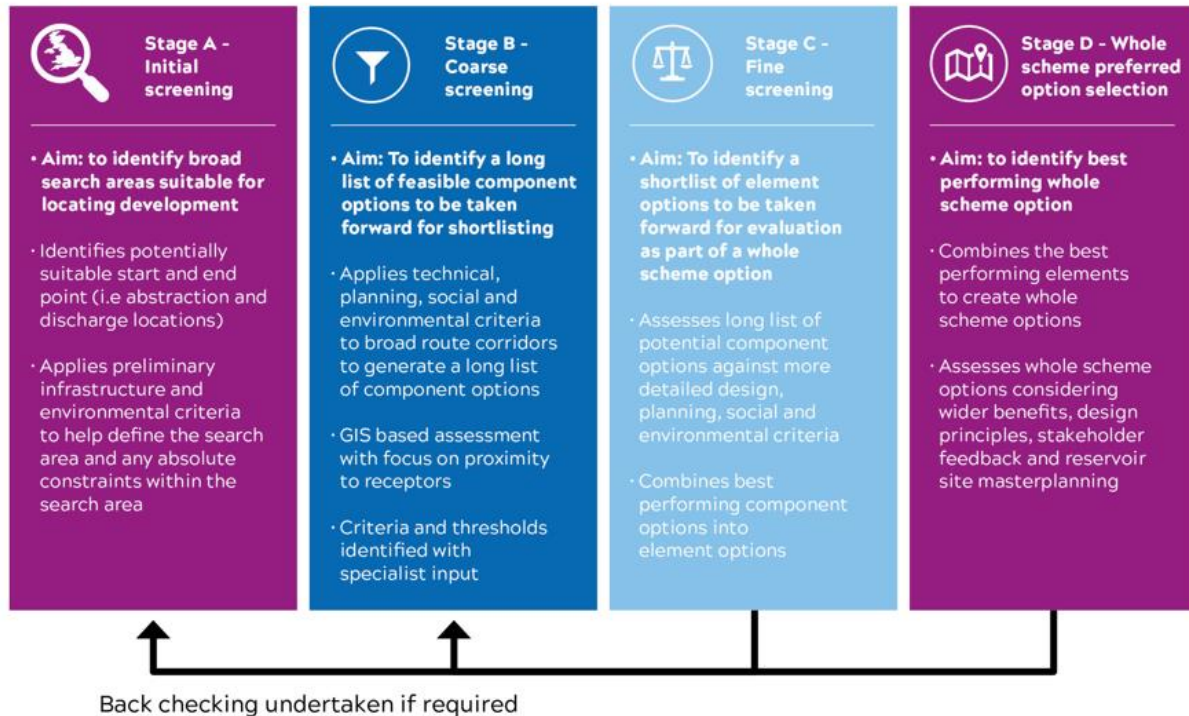 Stage A –
Initial
screening
• Aim: to identify broad
search areas suitable for
locating development
· Identifies potentially
suitable start and end
point (i.e abstraction and
discharge locations)
· Applies preliminary
infrastructure and
environmental criteria
to help define the search
area and any absolute
constraints within the
search area
Stage B –
Coarse
screening
• Aim: To identify a long
list of feasible component
options to be taken
forward for shortlisting
· Applies technical,
planning, social and
environmental criteria
to broad route corridors
to generate a long list
of component options
· GIS based assessment
with focus on proximity
to receptors
· Criteria and thresholds
identified with
specialist input
Stage C –
Fine
screening
• Aim: To identify a
shortlist of element
options to be taken
forward for evaluation
as part of a whole
scheme option
· Assesses long list of
potential component
options against more
detailed design,
planning, social and
environmental criteria
· Combines best
performing component
options into
element options
Stage D – Whole
scheme preferred
option selection
• Aim: to identify best
performing whole
scheme option
· Combines the best
performing elements
to create whole
scheme options
· Assesses whole scheme
options considering
wider benefits, design
principles, stakeholder
feedback and reservoir
site masterplanning
Back checking undertaken if required